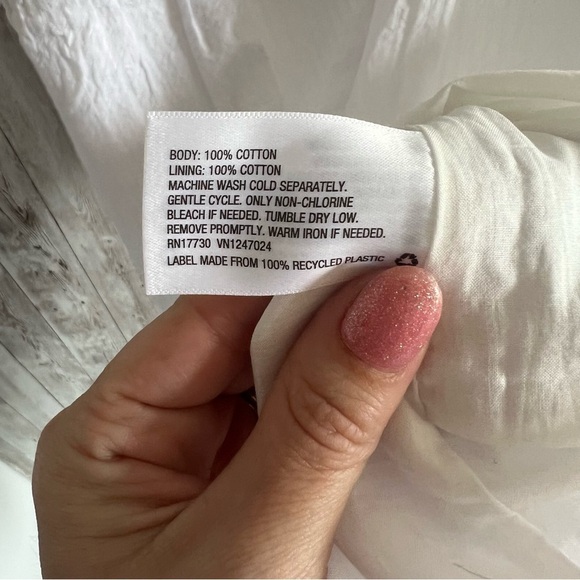 BODY: 100% COTTON
LINING: 100% COTTON
MACHINE WASH COLD SEPARATELY.
GENTLE CYCLE. ONLY NON-CHLORINE
BLEACH IF NEEDED. TUMBLE DRY LOW.
REMOVE PROMPTLY. WARM IRON IF NEEDED.
RN17730 VN1247024
LABEL MADE FROM 100% RECYCLED PLASTIC